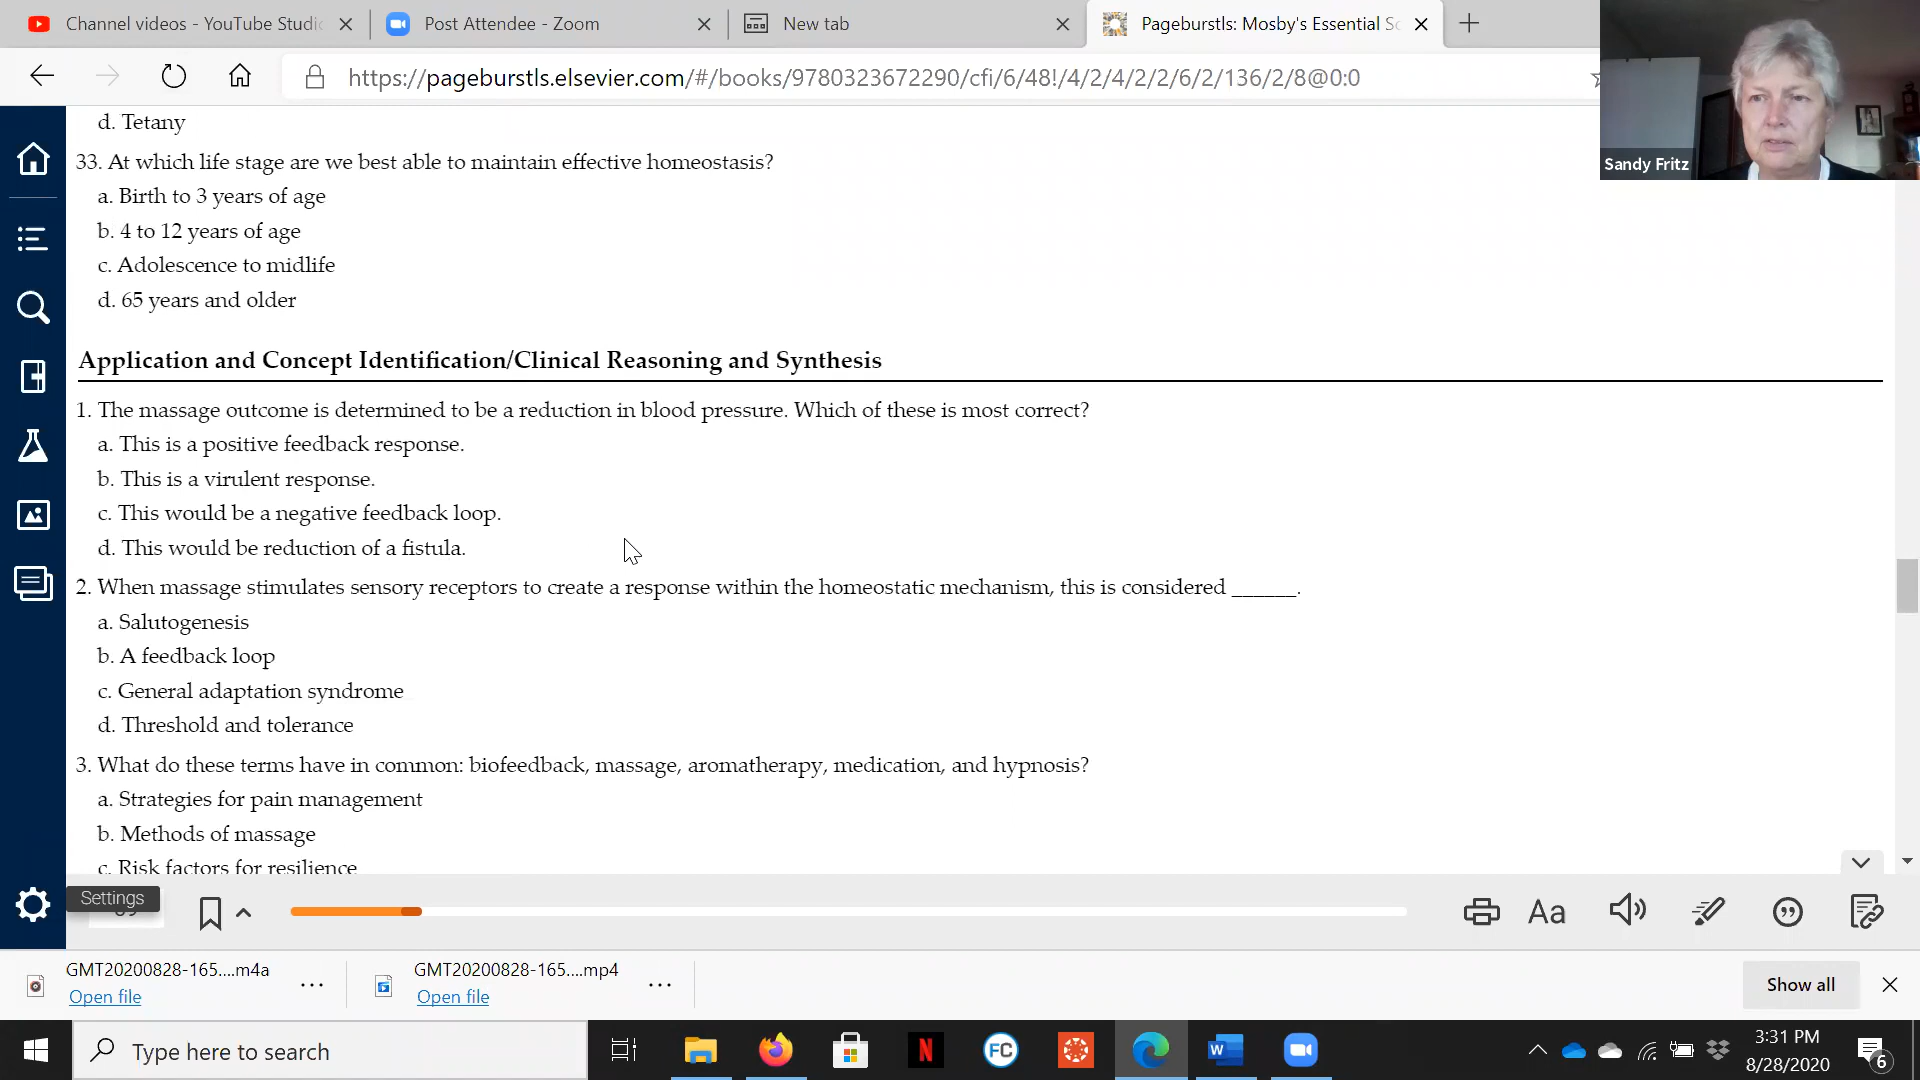 Channel videos - YouTube Studi
Post Attendee - Zoom
New tab
Pageburstls: Mosby's Essential Sc
https://pageburstls.elsevier.com/#/books/9780323672290/cfi/6/48!/4/2/4/2/2/6/2/136/2/8@0:0
Sandy Fritz
d. Tetany
33. At which life stage are we best able to maintain effective homeostasis?
a. Birth to 3 years of age
b. 4 to 12 years of age
c. Adolescence to midlife
d. 65 years and older
Application and Concept Identification/Clinical Reasoning and Synthesis
1. The massage outcome is determined to be a reduction in blood pressure. Which of these is most correct?
a. This is a positive feedback response.
b. This is a virulent response.
c. This would be a negative feedback loop.
d. This would be reduction of a fistula.
2. When massage stimulates sensory receptors to create a response within the homeostatic mechanism, this is considered ______.
a. Salutogenesis
b. A feedback loop
c. General adaptation syndrome
d. Threshold and tolerance
3. What do these terms have in common: biofeedback, massage, aromatherapy, medication, and hypnosis?
a. Strategies for pain management
b. Methods of massage
c. Risk factors for resilience
Settings
Aa
GMT20200828-165....m4a
Open file
GMT20200828-165....mp4
Open file
Show all
Type here to search
N
FC
W
3:31 PM
8/28/2020
6